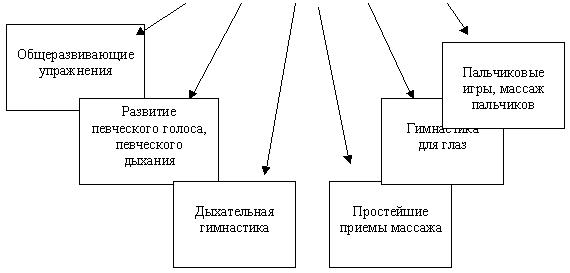 Общеразвивающие
упражнения
Развитие
певческого голоса,
певческого
дыхания
Дыхательная
гимнастика
Простейшие
приемы массажа
Гимнастика
для глаз
Пальчиковые
игры, массаж
пальчиков